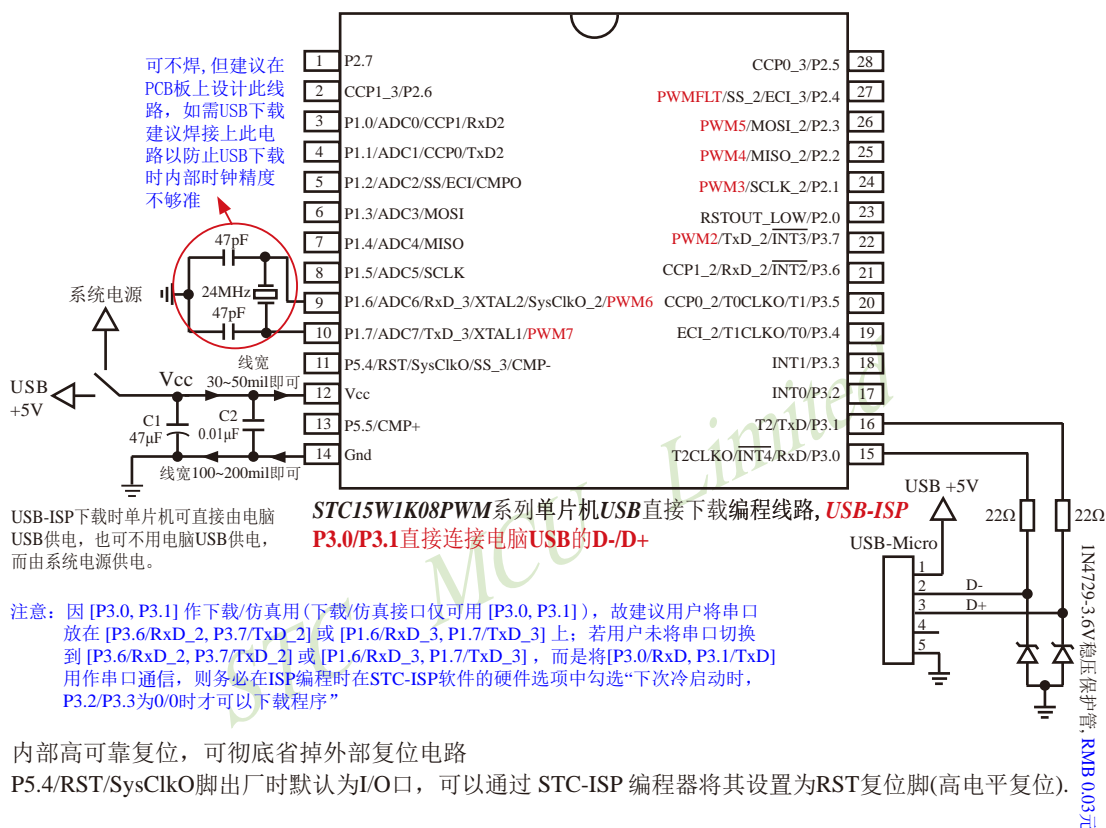 可不焊,但建议在
PCB板上设计此线
路，如需USB下载
建议焊接上此电
路以防止USB下载
时内部时钟精度
不够准
47pF
24MHz
47pF
系统电源
USB
+5V
Vcc
线宽
30~50mil即可
C1
47μF
C2
0.01μF
线宽100~200mil即可
1 P2.7
2 CCP1_3/P2.6
3 P1.0/ADC0/CCP1/RxD2
4 P1.1/ADC1/CCP0/TxD2
5 P1.2/ADC2/SS/ECI/CMPO
6 P1.3/ADC3/MOSI
7 P1.4/ADC4/MISO
8 P1.5/ADC5/SCLK
9 P1.6/ADC6/RxD_3/XTAL2/SysClkO_2/PWM6
10 P1.7/ADC7/TxD_3/XTAL1/PWM7
11 P5.4/RST/SysClkO/SS_3/CMP-
12 Vcc
13 P5.5/CMP+
14 Gnd
CCP0_3/P2.5 28
PWMFLT/SS_2/ECI_3/P2.4 27
PWM5/MOSI_2/P2.3 26
PWM4/MISO_2/P2.2 25
PWM3/SCLK_2/P2.1 24
RSTOUT_LOW/P2.0 23
PWM2/TxD_2/INT3/P3.7 22
CCP1_2/RxD_2/INT2/P3.6 21
CCP0_2/T0CLKO/T1/P3.5 20
ECI_2/T1CLKO/T0/P3.4 19
INT1/P3.3 18
INT0/P3.2 17
T2/TxD/P3.1 16
T2CLKO/INT4/RxD/P3.0 15
USB +5V
22Ω
22Ω
USB-Micro
1
2
3
4
5
D-
D+
1N4729-3.6V稳压保护管, RMB 0.03元
USB-ISP下载时单片机可直接由电脑
USB供电，也可不用电脑USB供电，
而由系统电源供电。
STC15W1K08PWM系列单片机USB直接下载编程线路, USB-ISP
P3.0/P3.1直接连接电脑USB的D-/D+
注意：因 [P3.0, P3.1] 作下载/仿真用(下载/仿真接口仅可用 [P3.0, P3.1])，故建议用户将串口
放在 [P3.6/RxD_2, P3.7/TxD_2] 或 [P1.6/RxD_3, P1.7/TxD_3] 上；若用户未将串口切换
到 [P3.6/RxD_2, P3.7/TxD_2] 或 [P1.6/RxD_3, P1.7/TxD_3]，而是将[P3.0/RxD, P3.1/TxD]
用作串口通信，则务必在ISP编程时在STC-ISP软件的硬件选项中勾选“下次冷启动时，
P3.2/P3.3为0/0时才可以下载程序”
STC MCU Limited
内部高可靠复位，可彻底省掉外部复位电路
P5.4/RST/SysClkO脚出厂时默认为I/O口，可以通过 STC-ISP 编程器将其设置为RST复位脚(高电平复位).